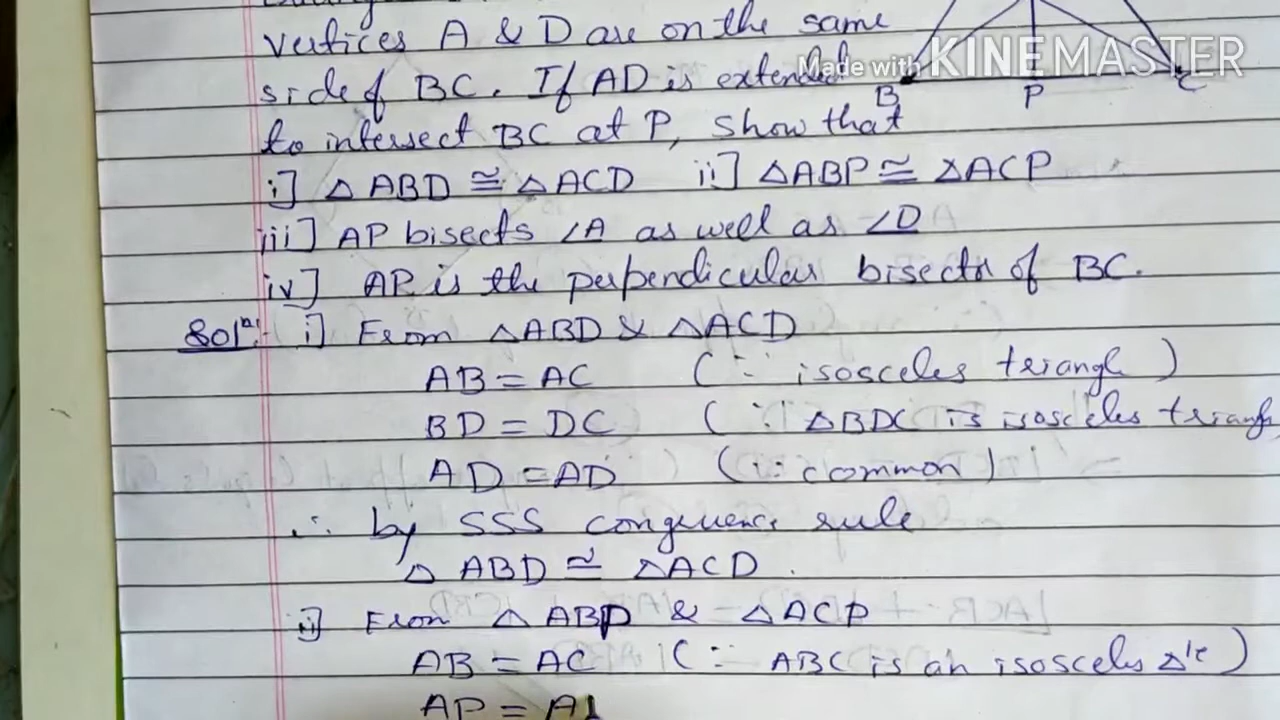 vertices A & D are on the same
side of BC. If AD is extended
Made with KINEMASTER
B P C
to intersect BC at P, show that
i] △ ABD ≅ △ACD ii] △ABP ≅ △ACP
iii] AP bisects ∠A as well as ∠D
iv] AP is the perpendicular bisector of BC.
Solⁿ: i] From △ABD & △ACD
AB = AC (∵ isosceles triangle)
BD = DC (∵ △BDC is isosceles triangle
AD = AD (∵ common)
∴ by SSS congruence rule
△ ABD ≅ △ACD.
ii] From △ ABP & △ACP
AB = AC (∵ ABC is an isosceles △le)
AP = A